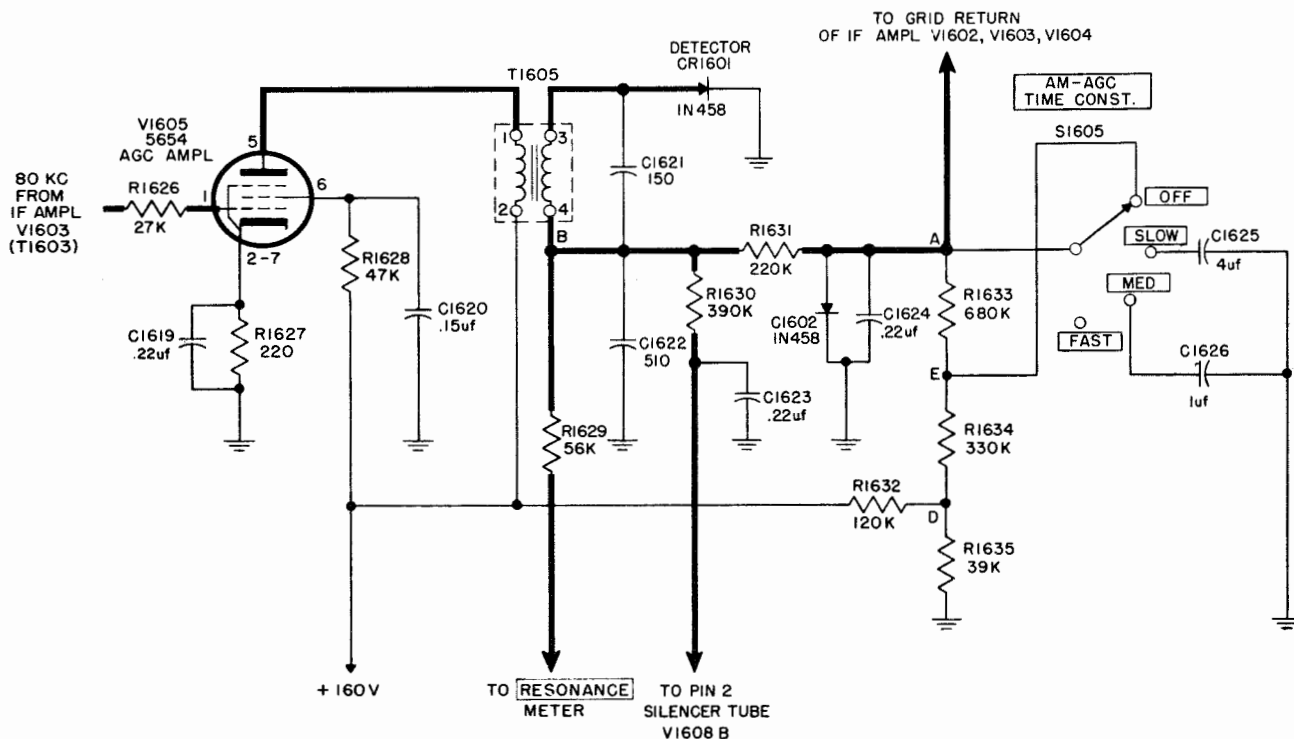 TO GRID RETURN
OF IF AMPL V1602, V1603, V1604
DETECTOR
CR1601
1N458
T1605
AM-AGC
TIME CONST.
S1605
V1605
5654
AGC AMPL
5
6
1
2-7
80 KC
FROM
IF AMPL
V1603
(T1603)
R1626
27K
1
3
2
4
C1621
150
OFF
SLOW
C1625
4uf
MED
FAST
C1626
1uf
B
R1631
220K
A
R1628
47K
C1620
.15uf
C1619
.22uf
R1627
220
R1630
390K
C1602
1N458
C1624
.22uf
R1633
680K
C1622
510
C1623
.22uf
E
R1629
56K
R1634
330K
R1632
120K
D
R1635
39K
+160V
TO RESONANCE
METER
TO PIN 2
SILENCER TUBE
V1608 B